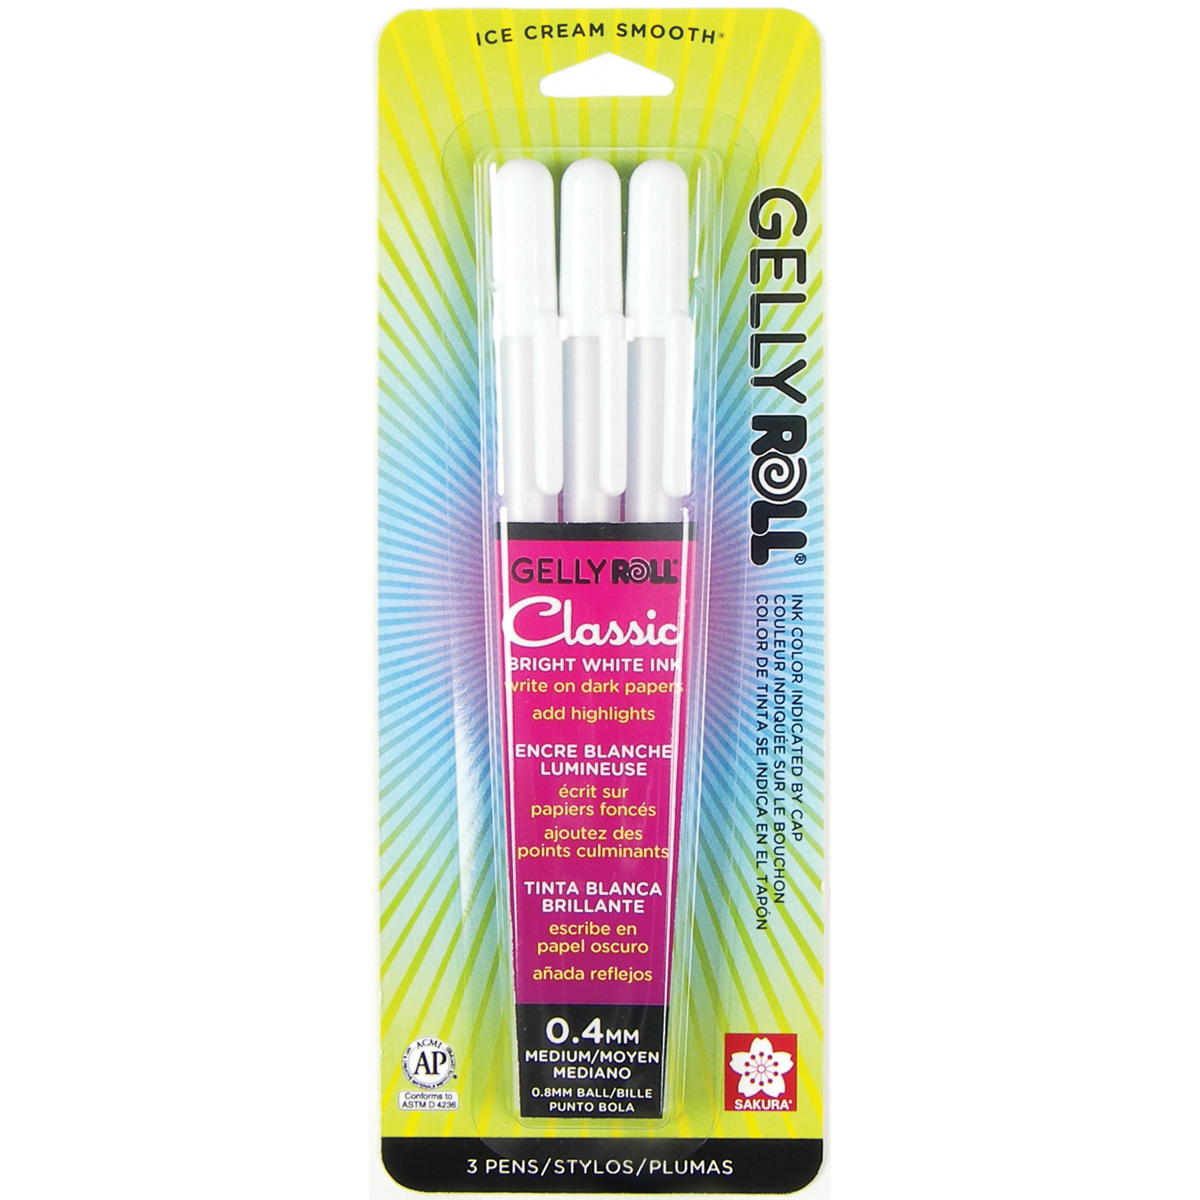 ICE CREAM SMOOTH®
GELLY ROLL®
INK COLOR INDICATED BY CAP
COULEUR INDIQUÉE SUR LE BOUCHON
COLOR DE TINTA SE INDICA EN EL TAPÓN
GELLY ROLL®
Classic
BRIGHT WHITE INK
write on dark papers
add highlights
ENCRE BLANCHE
LUMINEUSE
écrit sur
papiers foncés
ajoutez des
points culminants
TINTA BLANCA
BRILLANTE
escribe en
papel oscuro
añada reflejos
0.4MM
MEDIUM/MOYEN
MEDIANO
0.8MM BALL/BILLE
PUNTO BOLA
ACMI
AP
Conforms to
ASTM D 4236
SAKURA®
3 PENS/STYLOS/PLUMAS